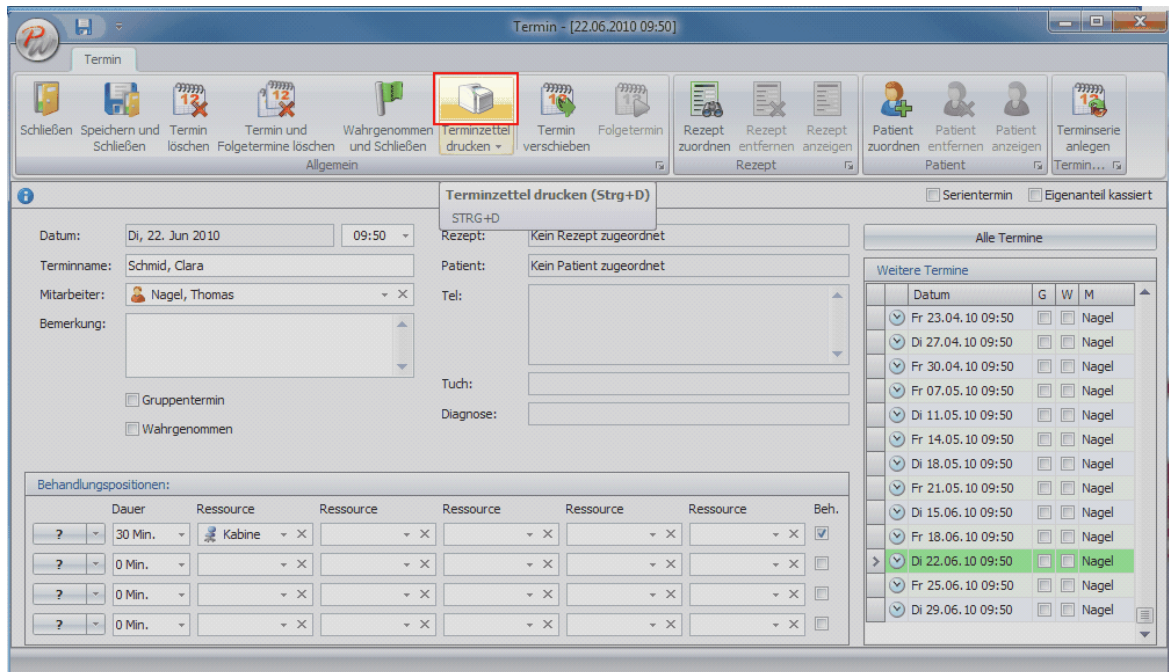 Termin - [22.06.2010 09:50]
PW
Termin
Schließen
Speichern und Schließen
Termin löschen
Termin und Folgetermine löschen
Wahrgenommen und Schließen
Terminzettel drucken
Termin verschieben
Folgetermin
Rezept zuordnen
Rezept entfernen
Rezept anzeigen
Patient zuordnen
Patient entfernen
Patient anzeigen
Terminserie anlegen
Allgemein
Rezept
Patient
Termin...
Terminzettel drucken (Strg+D)
STRG+D
Serientermin
Eigenanteil kassiert
Datum: Di, 22. Jun 2010 09:50
Terminname: Schmid, Clara
Mitarbeiter: Nagel, Thomas
Bemerkung:
Gruppentermin
Wahrgenommen
Rezept: Kein Rezept zugeordnet
Patient: Kein Patient zugeordnet
Tel:
Tuch:
Diagnose:
Alle Termine
Weitere Termine
Datum G W M
Fr 23.04.10 09:50 Nagel
Di 27.04.10 09:50 Nagel
Fr 30.04.10 09:50 Nagel
Fr 07.05.10 09:50 Nagel
Di 11.05.10 09:50 Nagel
Fr 14.05.10 09:50 Nagel
Di 18.05.10 09:50 Nagel
Fr 21.05.10 09:50 Nagel
Di 15.06.10 09:50 Nagel
Fr 18.06.10 09:50 Nagel
Di 22.06.10 09:50 Nagel
Fr 25.06.10 09:50 Nagel
Di 29.06.10 09:50 Nagel
Behandlungspositionen:
Dauer Ressource Ressource Ressource Ressource Ressource Beh.
? 30 Min. Kabine
? 0 Min.
? 0 Min.
? 0 Min.